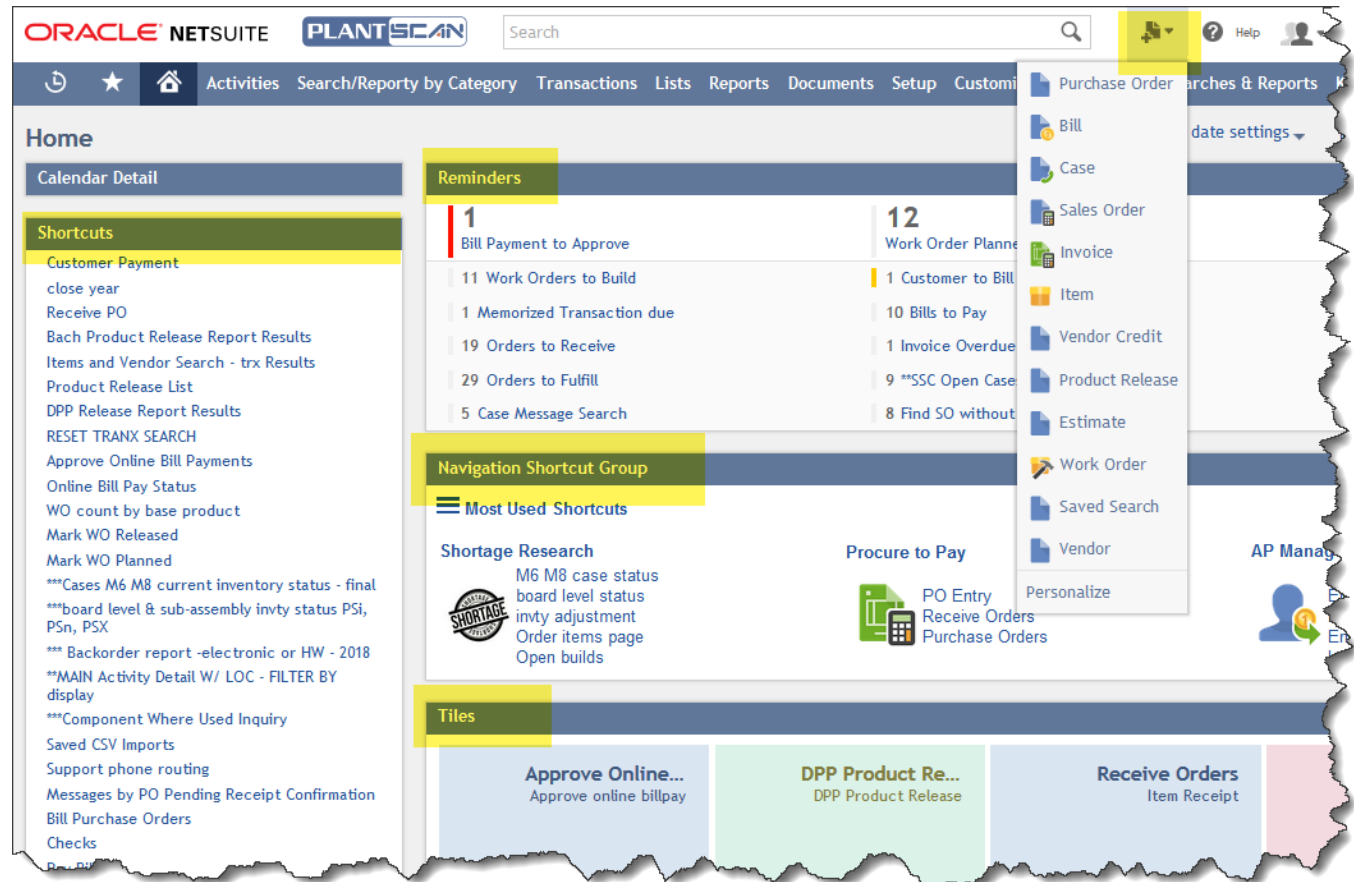 ORACLE NETSUITE PLANTSCAN Search Help
Activities Search/Reporty by Category Transactions Lists Reports Documents Setup Customi arches & Reports
Home
date settings
Calendar Detail
Shortcuts
Customer Payment
close year
Receive PO
Bach Product Release Report Results
Items and Vendor Search - trx Results
Product Release List
DPP Release Report Results
RESET TRANX SEARCH
Approve Online Bill Payments
Online Bill Pay Status
WO count by base product
Mark WO Released
Mark WO Planned
***Cases M6 M8 current inventory status - final
***board level & sub-assembly invty status PSi,
PSn, PSX
*** Backorder report -electronic or HW - 2018
**MAIN Activity Detail W/ LOC - FILTER BY
display
***Component Where Used Inquiry
Saved CSV Imports
Support phone routing
Messages by PO Pending Receipt Confirmation
Bill Purchase Orders
Checks
Reminders
1
Bill Payment to Approve
12
Work Order Planne
11 Work Orders to Build
1 Customer to Bill
1 Memorized Transaction due
10 Bills to Pay
19 Orders to Receive
1 Invoice Overdue
29 Orders to Fulfill
9 **SSC Open Case
5 Case Message Search
8 Find SO without
Navigation Shortcut Group
Most Used Shortcuts
Shortage Research
SHORTAGE
M6 M8 case status
board level status
invty adjustment
Order items page
Open builds
Procure to Pay
PO Entry
Receive Orders
Purchase Orders
AP Manag
En
Tiles
Approve Online...
Approve online billpay
DPP Product Re...
DPP Product Release
Receive Orders
Item Receipt
Purchase Order
Bill
Case
Sales Order
Invoice
Item
Vendor Credit
Product Release
Estimate
Work Order
Saved Search
Vendor
Personalize